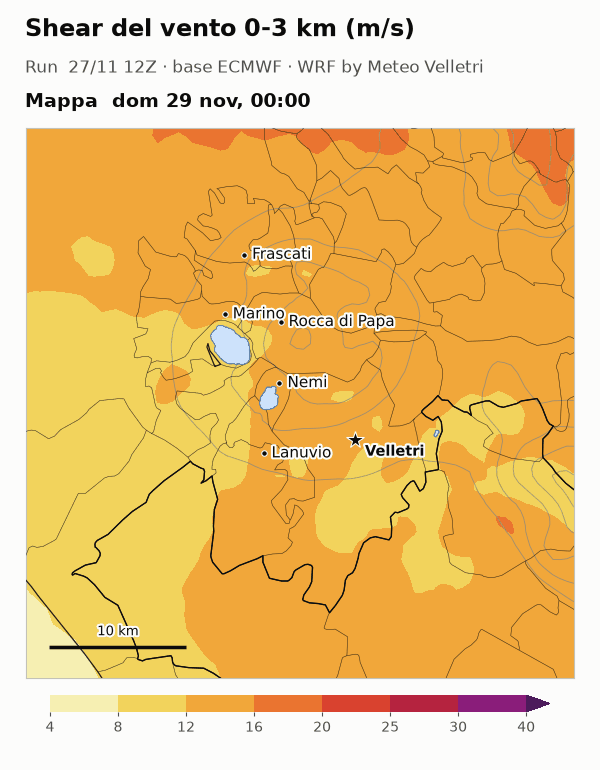 Shear del vento 0-3 km (m/s)
Run  27/11 12Z · base ECMWF · WRF by Meteo Velletri
Mappa  dom 29 nov, 00:00
Frascati
Marino
Rocca di Papa
Nemi
Velletri
Lanuvio
10 km
4 8 12 16 20 25 30 40